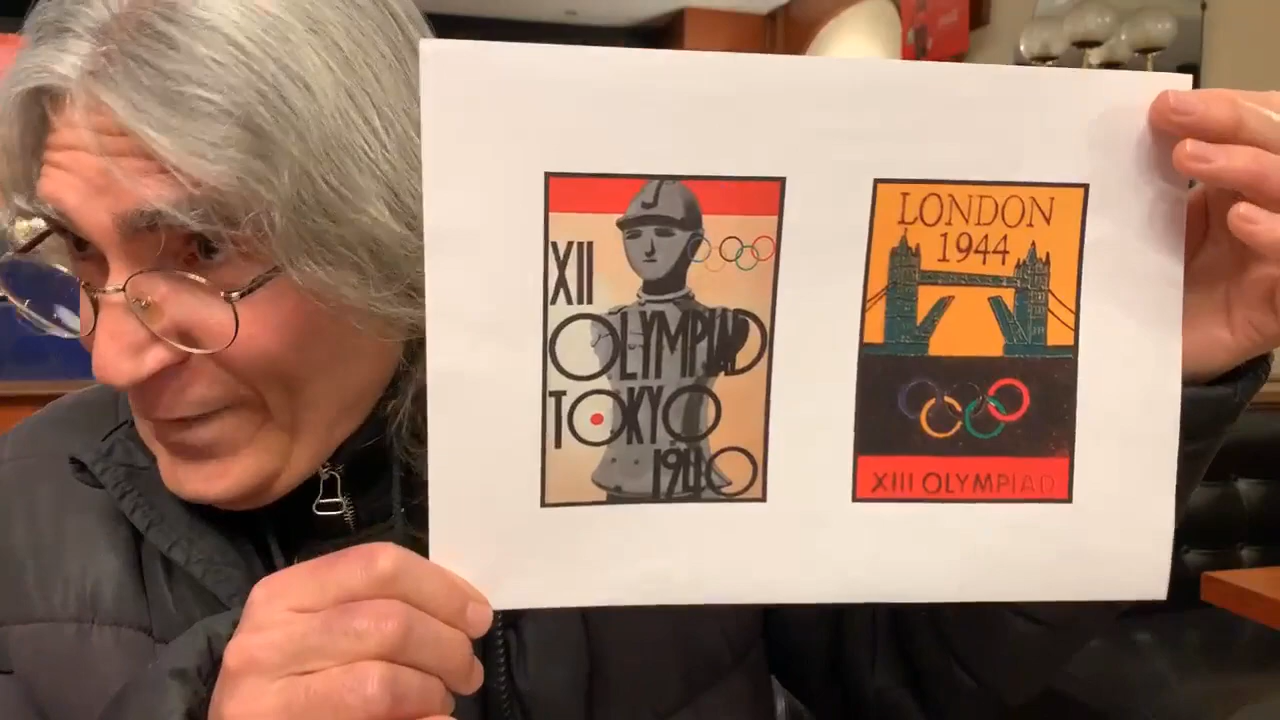 J
XII
OLYMPIAD
TOKYO
1940
LONDON
1944
XIII OLYMPIAD